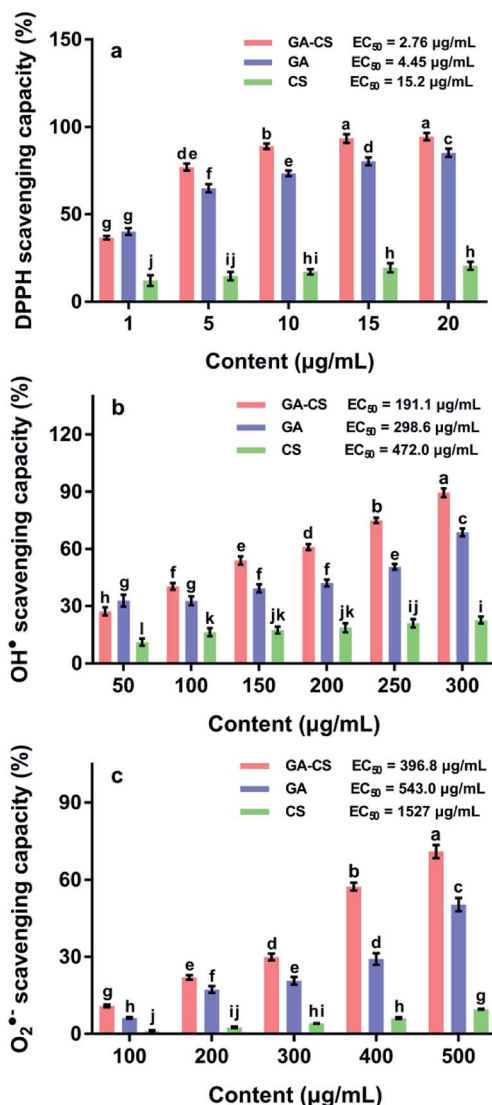 a
GA-CS EC50 = 2.76 µg/mL
GA EC50 = 4.45 µg/mL
CS EC50 = 15.2 µg/mL
DPPH scavenging capacity (%)
150
100
50
0
g g j
de f ij
b e hi
a d h
a c h
1 5 10 15 20
Content (µg/mL)
b
GA-CS EC50 = 191.1 µg/mL
GA EC50 = 298.6 µg/mL
CS EC50 = 472.0 µg/mL
OH• scavenging capacity (%)
120
90
60
30
0
h g l
f g k
e f jk
d f jk
b e ij
a c i
50 100 150 200 250 300
Content (µg/mL)
c
GA-CS EC50 = 396.8 µg/mL
GA EC50 = 543.0 µg/mL
CS EC50 = 1527 µg/mL
O2•- scavenging capacity (%)
90
60
30
0
g h j
e f ij
d e hi
b d h
a c g
100 200 300 400 500
Content (µg/mL)